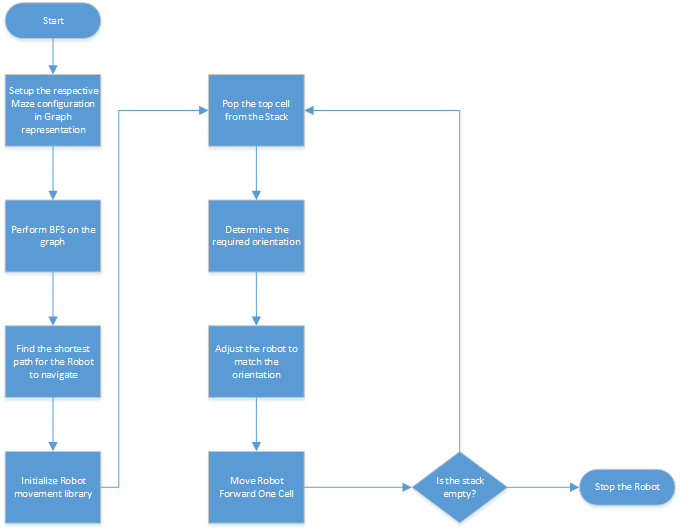 Start
Setup the respective
Maze configuration
in Graph
representation
Perform BFS on the
graph
Find the shortest
path for the Robot
to navigate
Initialize Robot
movement library
Pop the top cell
from the Stack
Determine the
required orientation
Adjust the robot to
match the
orientation
Move Robot
Forward One Cell
Is the stack
empty?
Stop the Robot